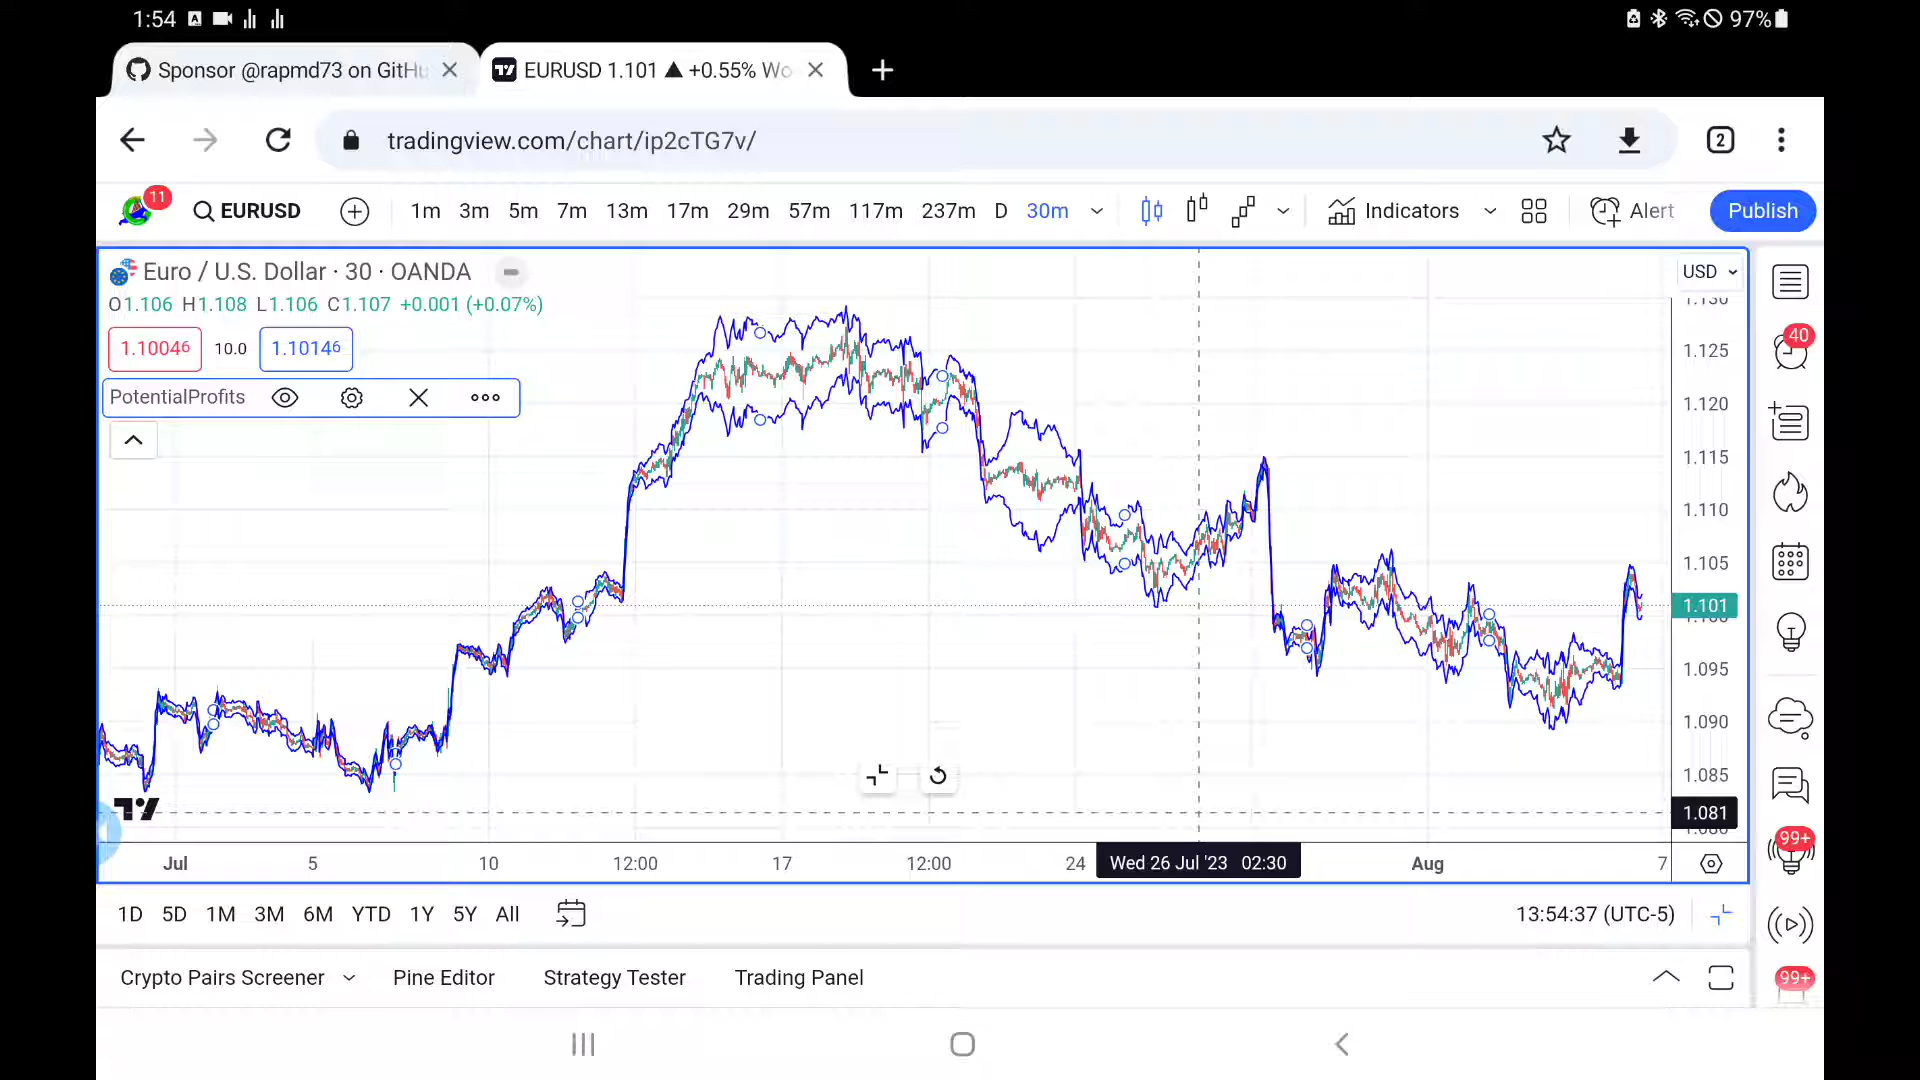 1:54
97%
Sponsor @rapmd73 on GitHu
EURUSD 1.101 ▲ +0.55% Wo
tradingview.com/chart/ip2cTG7v/
2
11
EURUSD
1m 3m 5m 7m 13m 17m 29m 57m 117m 237m D 30m
Indicators
Alert
Publish
Euro / U.S. Dollar · 30 · OANDA
USD
O1.106 H1.108 L1.106 C1.107 +0.001 (+0.07%)
1.10046
10.0
1.10146
PotentialProfits
1.130
1.125
1.120
1.115
1.110
1.105
1.101
1.100
1.095
1.090
1.085
1.081
1.080
40
99+
99+
Jul 5 10 12:00 17 12:00 24 Wed 26 Jul '23 02:30 Aug 7
1D 5D 1M 3M 6M YTD 1Y 5Y All
13:54:37 (UTC-5)
Crypto Pairs Screener
Pine Editor
Strategy Tester
Trading Panel